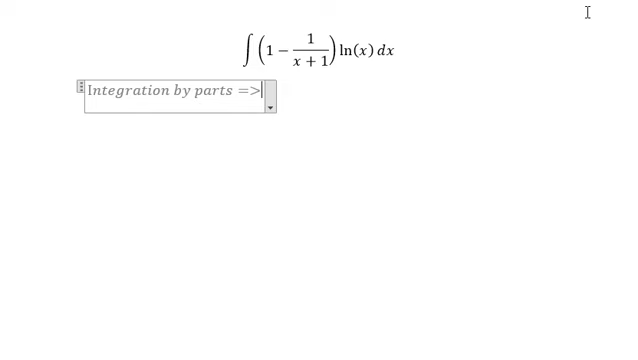 ∫ (1 − 1/(x + 1)) ln(x) dx
Integration by parts =>